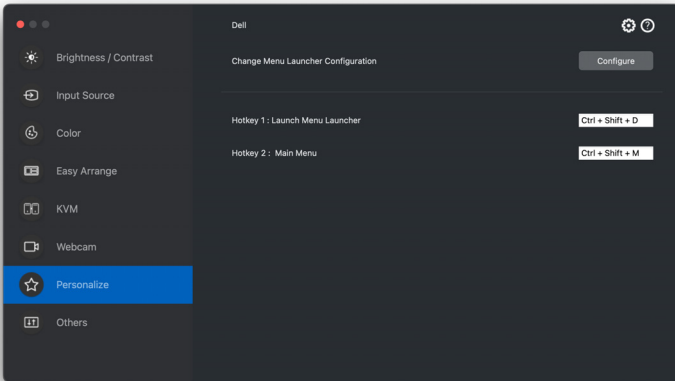 Dell
Brightness / Contrast
Input Source
Color
Easy Arrange
KVM
Webcam
Personalize
Others
Change Menu Launcher Configuration
Configure
Hotkey 1 : Launch Menu Launcher
Ctrl + Shift + D
Hotkey 2 :  Main Menu
Ctrl + Shift + M